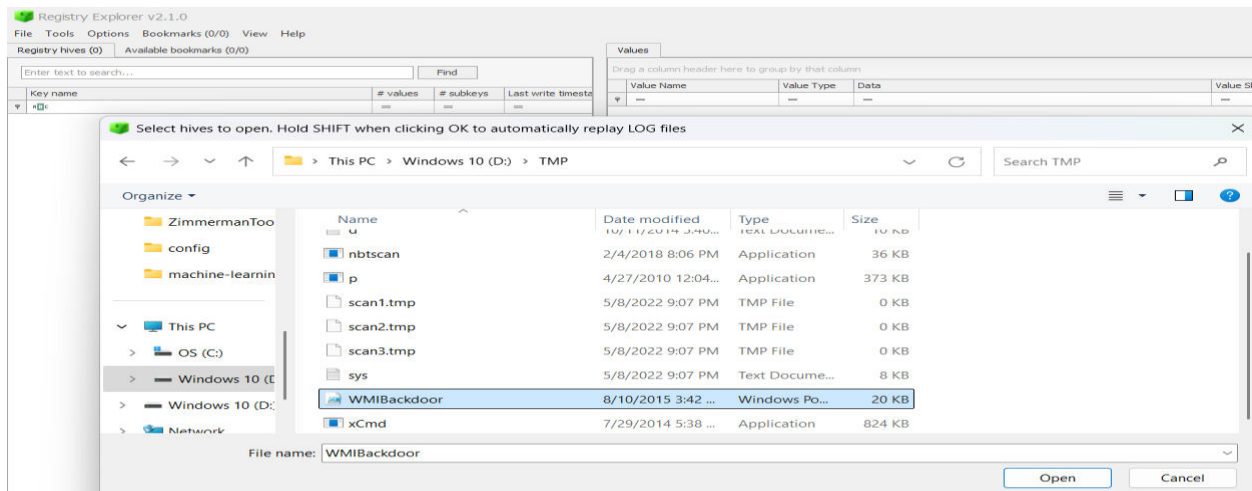 Registry Explorer v2.1.0
File Tools Options Bookmarks (0/0) View Help
Registry hives (0) Available bookmarks (0/0)
Values
Enter text to search...
Find
Drag a column header here to group by that column
Key name # values # subkeys Last write timesta
Value Name Value Type Data Value Sl
Select hives to open. Hold SHIFT when clicking OK to automatically replay LOG files
This PC > Windows 10 (D:) > TMP
Search TMP
Organize
ZimmermanToo
config
machine-learnin
This PC
OS (C:)
Windows 10 (D
Windows 10 (D:
Network
Name Date modified Type Size
nbtscan 2/4/2018 8:06 PM Application 36 KB
p 4/27/2010 12:04... Application 373 KB
scan1.tmp 5/8/2022 9:07 PM TMP File 0 KB
scan2.tmp 5/8/2022 9:07 PM TMP File 0 KB
scan3.tmp 5/8/2022 9:07 PM TMP File 0 KB
sys 5/8/2022 9:07 PM Text Docume... 8 KB
WMIBackdoor 8/10/2015 3:42 ... Windows Po... 20 KB
xCmd 7/29/2014 5:38 ... Application 824 KB
File name: WMIBackdoor
Open Cancel